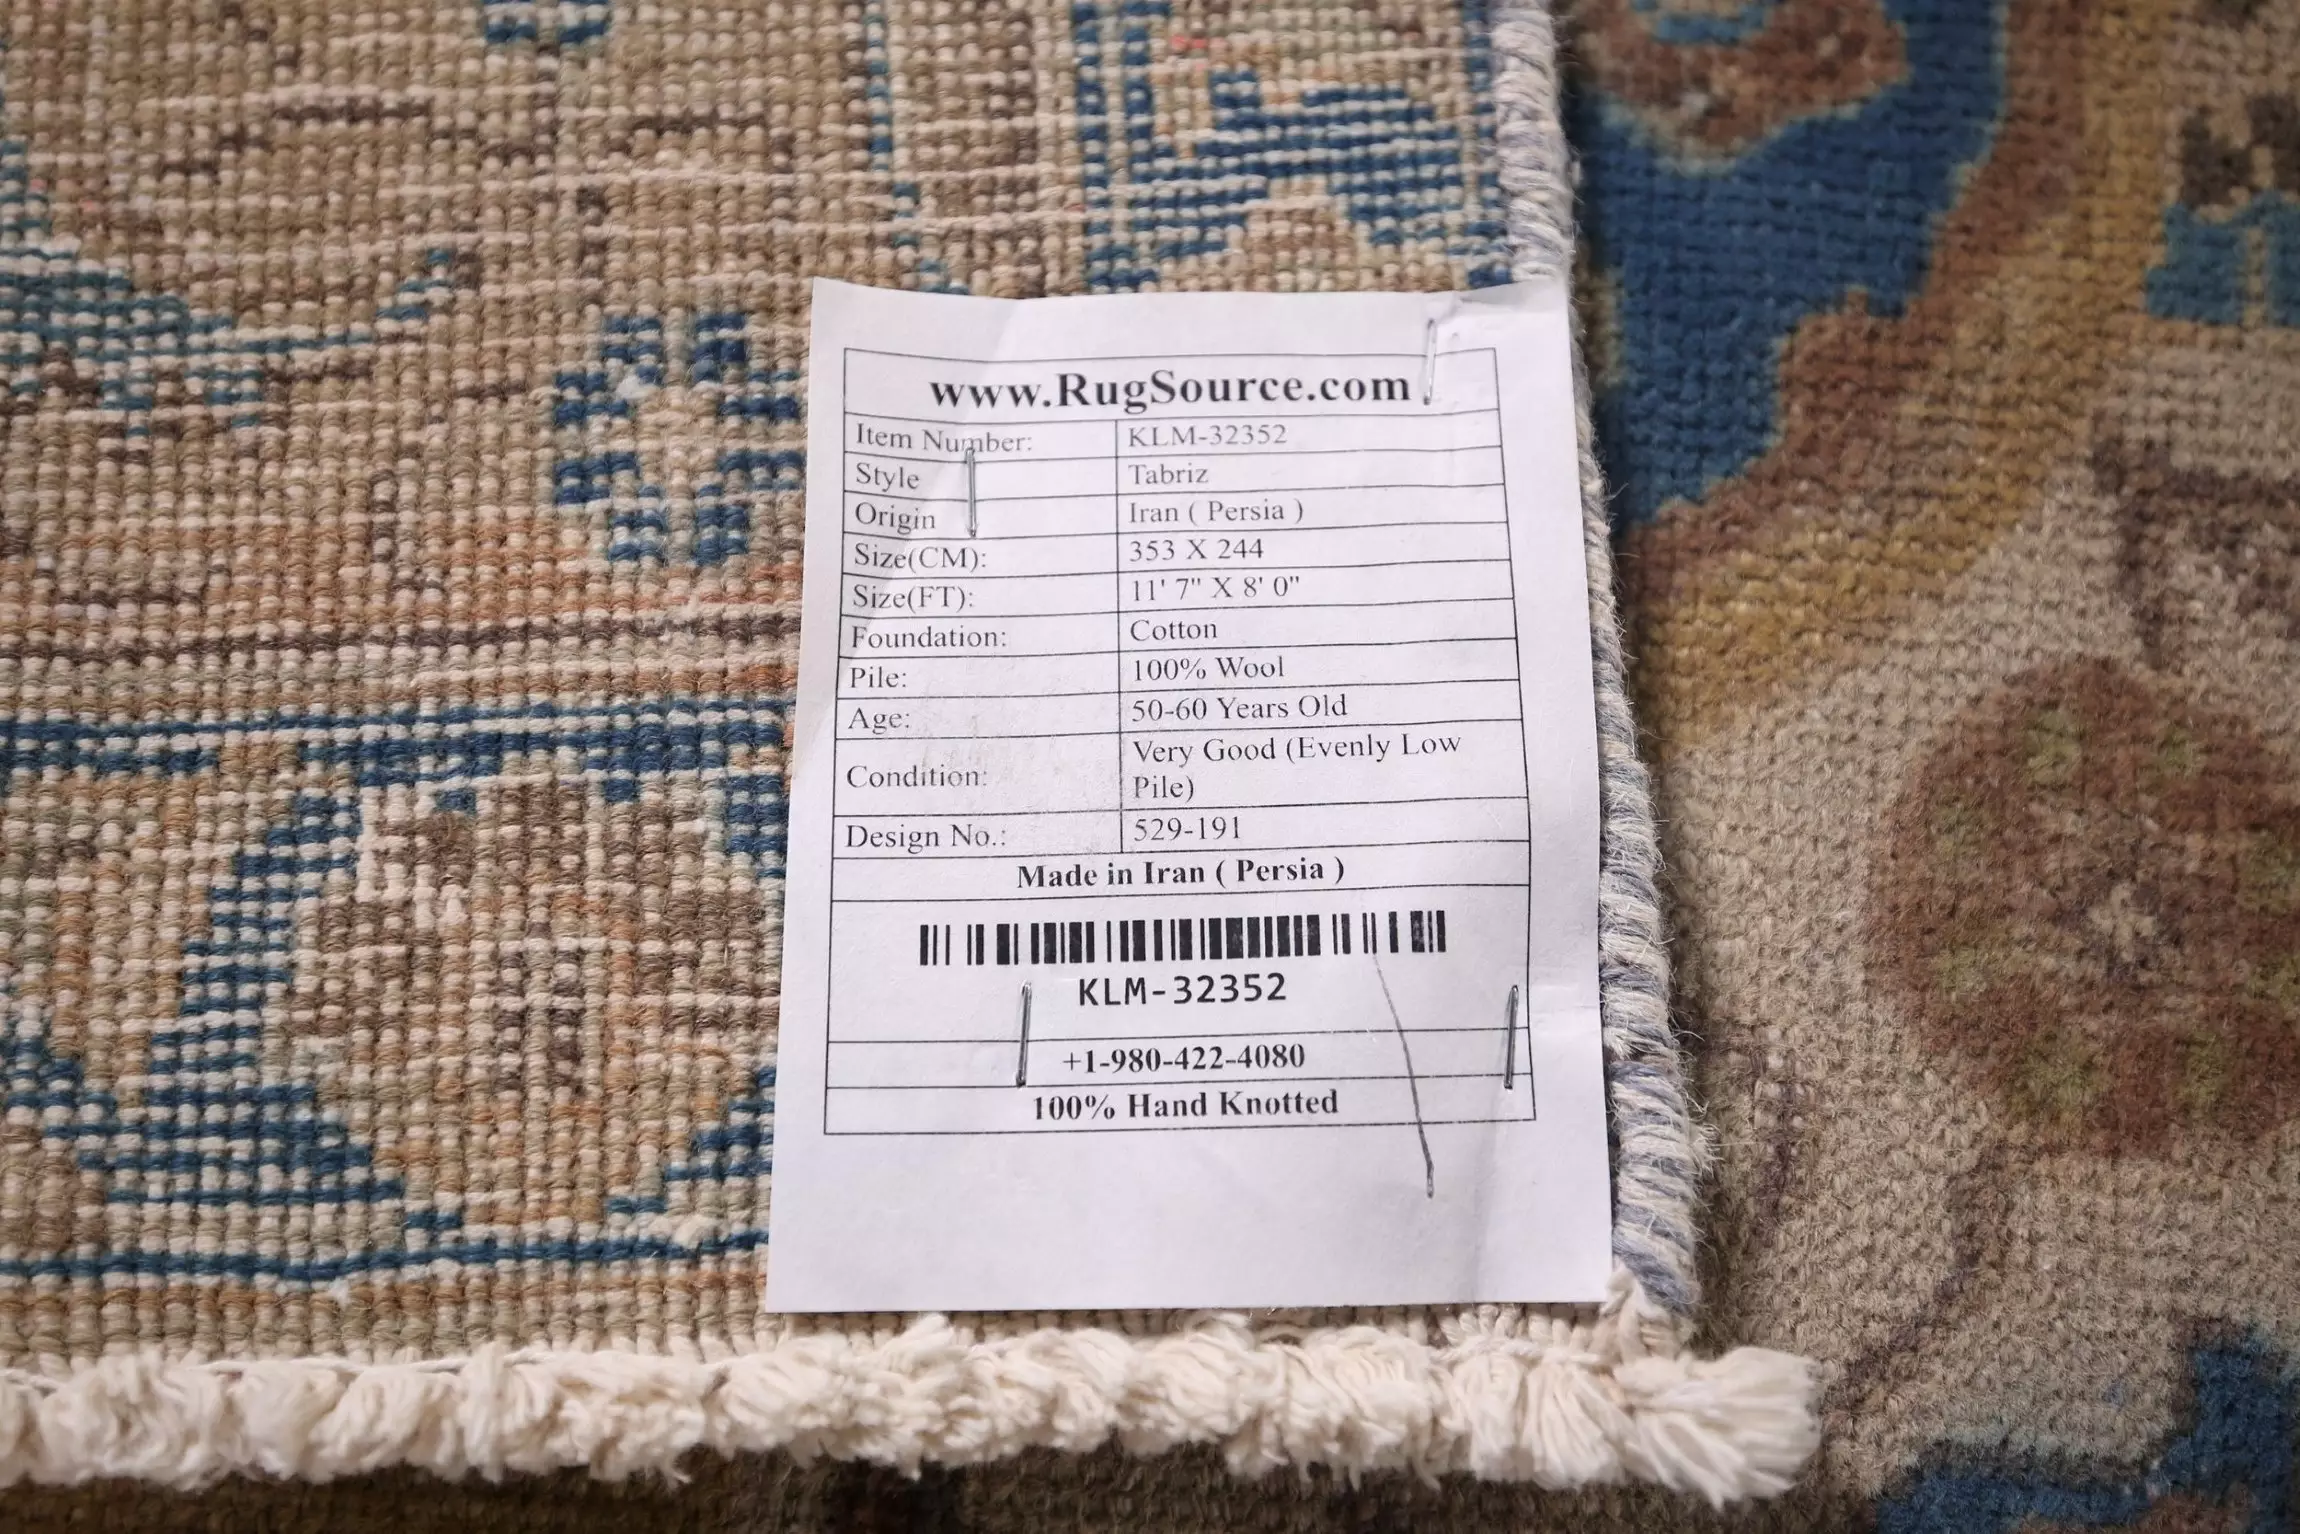 www.RugSource.com
Item Number: KLM-32352
Style Tabriz
Origin Iran ( Persia )
Size(CM): 353 X 244
Size(FT): 11' 7" X 8' 0"
Foundation: Cotton
Pile: 100% Wool
Age: 50-60 Years Old
Condition: Very Good (Evenly Low
Pile)
Design No.: 529-191
Made in Iran ( Persia )
KLM-32352
+1-980-422-4080
100% Hand Knotted